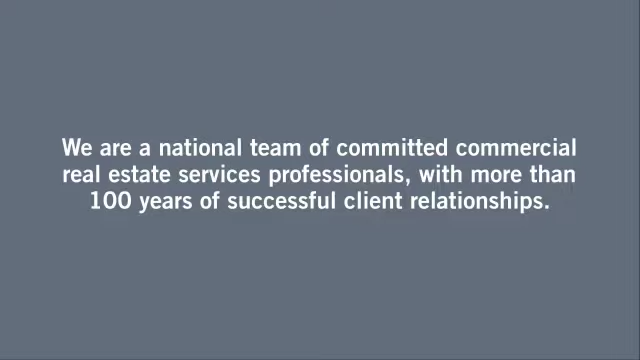 We are a national team of committed commercial
real estate services professionals, with more than
100 years of successful client relationships.